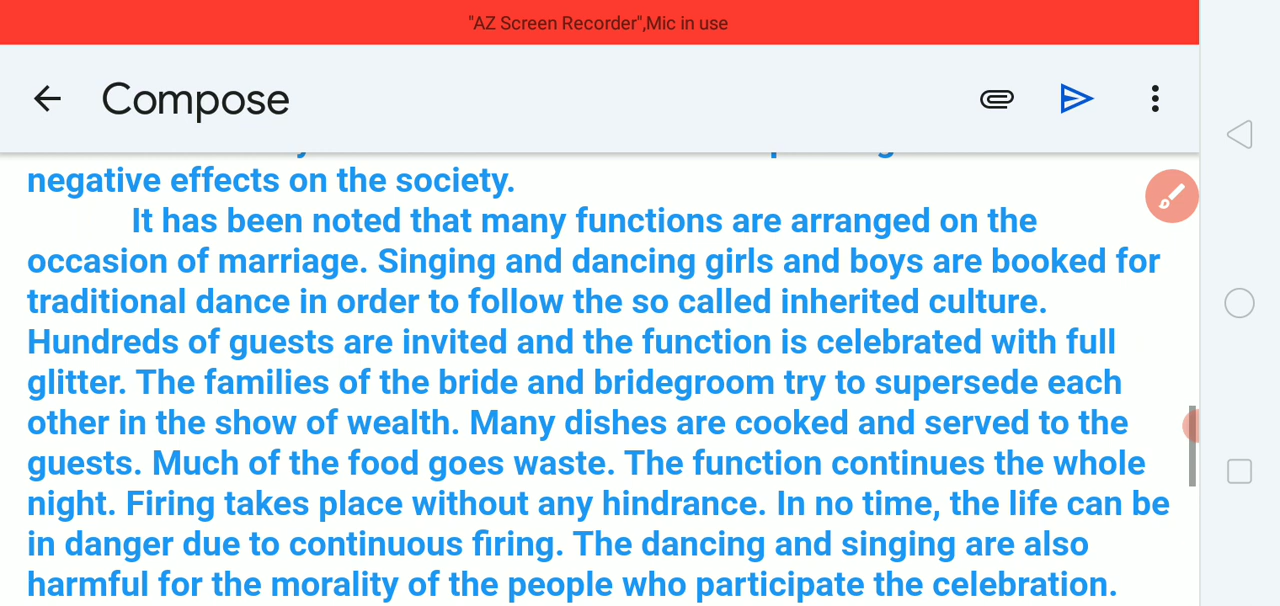 "AZ Screen Recorder",Mic in use
Compose
negative effects on the society.
It has been noted that many functions are arranged on the
occasion of marriage. Singing and dancing girls and boys are booked for
traditional dance in order to follow the so called inherited culture.
Hundreds of guests are invited and the function is celebrated with full
glitter. The families of the bride and bridegroom try to supersede each
other in the show of wealth. Many dishes are cooked and served to the
guests. Much of the food goes waste. The function continues the whole
night. Firing takes place without any hindrance. In no time, the life can be
in danger due to continuous firing. The dancing and singing are also
harmful for the morality of the people who participate the celebration.